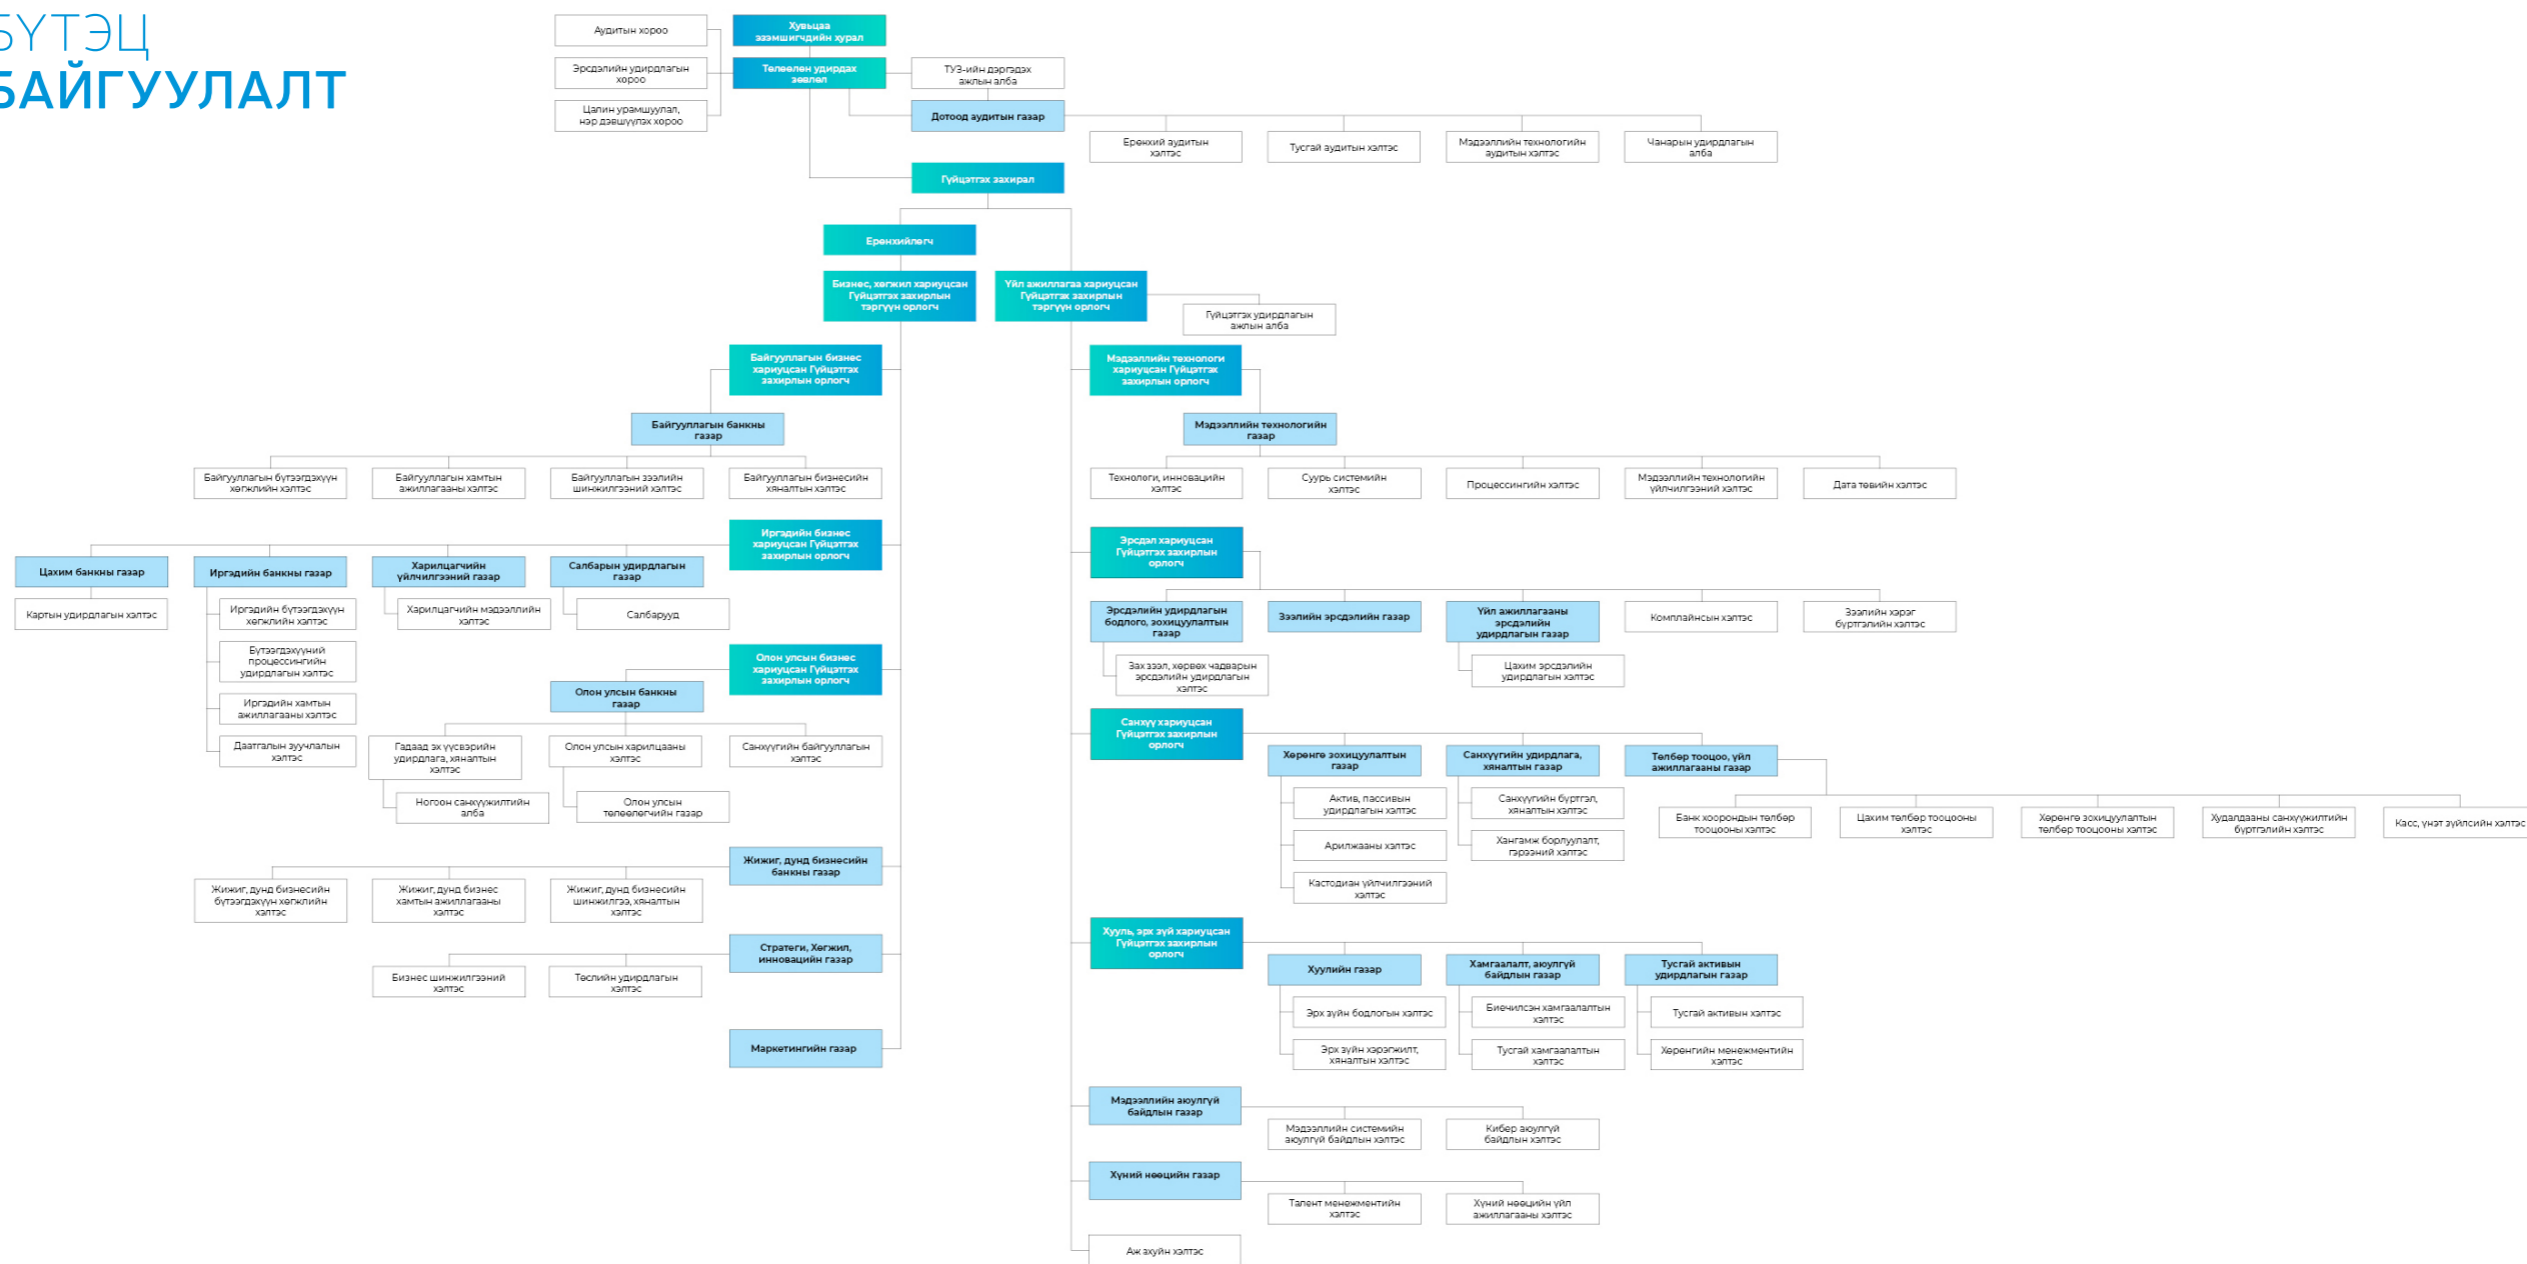 БҮТЭЦ
БАЙГУУЛАЛТ
Аудитын хороо
Эрсдэлийн удирдлагын
хороо
Цалин урамшуулал,
нэр дэвшүүлэх хороо
Хувьцаа
эзэмшигчдийн хурал
Төлөөлөн удирдах
зөвлөл
ТУЗ-ийн дэргэдэх
ажлын алба
Дотоод аудитын газар
Ерөнхий аудитын
хэлтэс
Тусгай аудитын хэлтэс
Мэдээллийн технологийн
аудитын хэлтэс
Чанарын удирдлагын
алба
Гүйцэтгэх захирал
Ерөнхийлөгч
Бизнес, хөгжил хариуцсан
Гүйцэтгэх захирлын
тэргүүн орлогч
Үйл ажиллагаа хариуцсан
Гүйцэтгэх захирлын
тэргүүн орлогч
Гүйцэтгэх удирдлагын
ажлын алба
Байгууллагын бизнес
хариуцсан Гүйцэтгэх
захирлын орлогч
Байгууллагын банкны
газар
Байгууллагын бүтээгдэхүүн
хөгжлийн хэлтэс
Байгууллагын хамтын
ажиллагааны хэлтэс
Байгууллагын зээлийн
шинжилгээний хэлтэс
Байгууллагын бизнесийн
хяналтын хэлтэс
Мэдээллийн технологи
хариуцсан Гүйцэтгэх
захирлын орлогч
Мэдээллийн технологийн
газар
Технологи, инновацийн
хэлтэс
Суурь системийн
хэлтэс
Процессингийн хэлтэс
Мэдээллийн технологийн
үйлчилгээний хэлтэс
Дата төвийн хэлтэс
Иргэдийн бизнес
хариуцсан Гүйцэтгэх
захирлын орлогч
Цахим банкны газар
Картын удирдлагын хэлтэс
Иргэдийн банкны газар
Иргэдийн бүтээгдэхүүн
хөгжлийн хэлтэс
Бүтээгдэхүүний
процессингийн
удирдлагын хэлтэс
Иргэдийн хамтын
ажиллагааны хэлтэс
Даатгалын зуучлалын
хэлтэс
Харилцагчийн
үйлчилгээний газар
Харилцагчийн мэдээллийн
хэлтэс
Салбарын удирдлагын
газар
Салбарууд
Олон улсын бизнес
хариуцсан Гүйцэтгэх
захирлын орлогч
Олон улсын банкны
газар
Гадаад эх үүсвэрийн
удирдлага, хяналтын
хэлтэс
Ногоон санхүүжилтийн
алба
Олон улсын харилцааны
хэлтэс
Олон улсын
төлөөлөгчийн газар
Санхүүгийн байгууллагын
хэлтэс
Эрсдэл хариуцсан
Гүйцэтгэх захирлын
орлогч
Эрсдэлийн удирдлагын
бодлого, зохицуулалтын
газар
Зах зээл, хөрвөх чадварын
эрсдэлийн удирдлагын
хэлтэс
Зээлийн эрсдэлийн газар
Үйл ажиллагааны
эрсдэлийн
удирдлагын газар
Цахим эрсдэлийн
удирдлагын хэлтэс
Комплайнсын хэлтэс
Зээлийн хэрэг
бүртгэлийн хэлтэс
Санхүү хариуцсан
Гүйцэтгэх захирлын
орлогч
Хөрөнгө зохицуулалтын
газар
Актив, пассивын
удирдлагын хэлтэс
Арилжааны хэлтэс
Кастодиан үйлчилгээний
хэлтэс
Санхүүгийн удирдлага,
хяналтын газар
Санхүүгийн бүртгэл,
хяналтын хэлтэс
Хангамж борлуулалт,
гэрээний хэлтэс
Төлбөр тооцоо, үйл
ажиллагааны газар
Банк хоорондын төлбөр
тооцооны хэлтэс
Цахим төлбөр тооцооны
хэлтэс
Хөрөнгө зохицуулалтын
төлбөр тооцооны хэлтэс
Худалдааны санхүүжилтийн
бүртгэлийн хэлтэс
Касс, үнэт зүйлсийн хэлтэс
Жижиг, дунд бизнесийн
банкны газар
Жижиг, дунд бизнесийн
бүтээгдэхүүн хөгжлийн
хэлтэс
Жижиг, дунд бизнес
хамтын ажиллагааны
хэлтэс
Жижиг, дунд бизнесийн
шинжилгээ, хяналтын
хэлтэс
Стратеги, Хөгжил,
инновацийн газар
Бизнес шинжилгээний
хэлтэс
Төслийн удирдлагын
хэлтэс
Маркетингийн газар
Хууль, эрх зүй хариуцсан
Гүйцэтгэх захирлын
орлогч
Хуулийн газар
Эрх зүйн бодлогын хэлтэс
Эрх зүйн хэрэгжилт,
хяналтын хэлтэс
Хамгаалалт, аюулгүй
байдлын газар
Биечилсэн хамгаалалтын
хэлтэс
Тусгай хамгаалалтын
хэлтэс
Тусгай активын
удирдлагын газар
Тусгай активын хэлтэс
Хөрөнгийн менежментийн
хэлтэс
Мэдээллийн аюулгүй
байдлын газар
Мэдээллийн системийн
аюулгүй байдлын хэлтэс
Кибер аюулгүй
байдлын хэлтэс
Хүний нөөцийн газар
Талент менежментийн
хэлтэс
Хүний нөөцийн үйл
ажиллагааны хэлтэс
Аж ахуйн хэлтэс